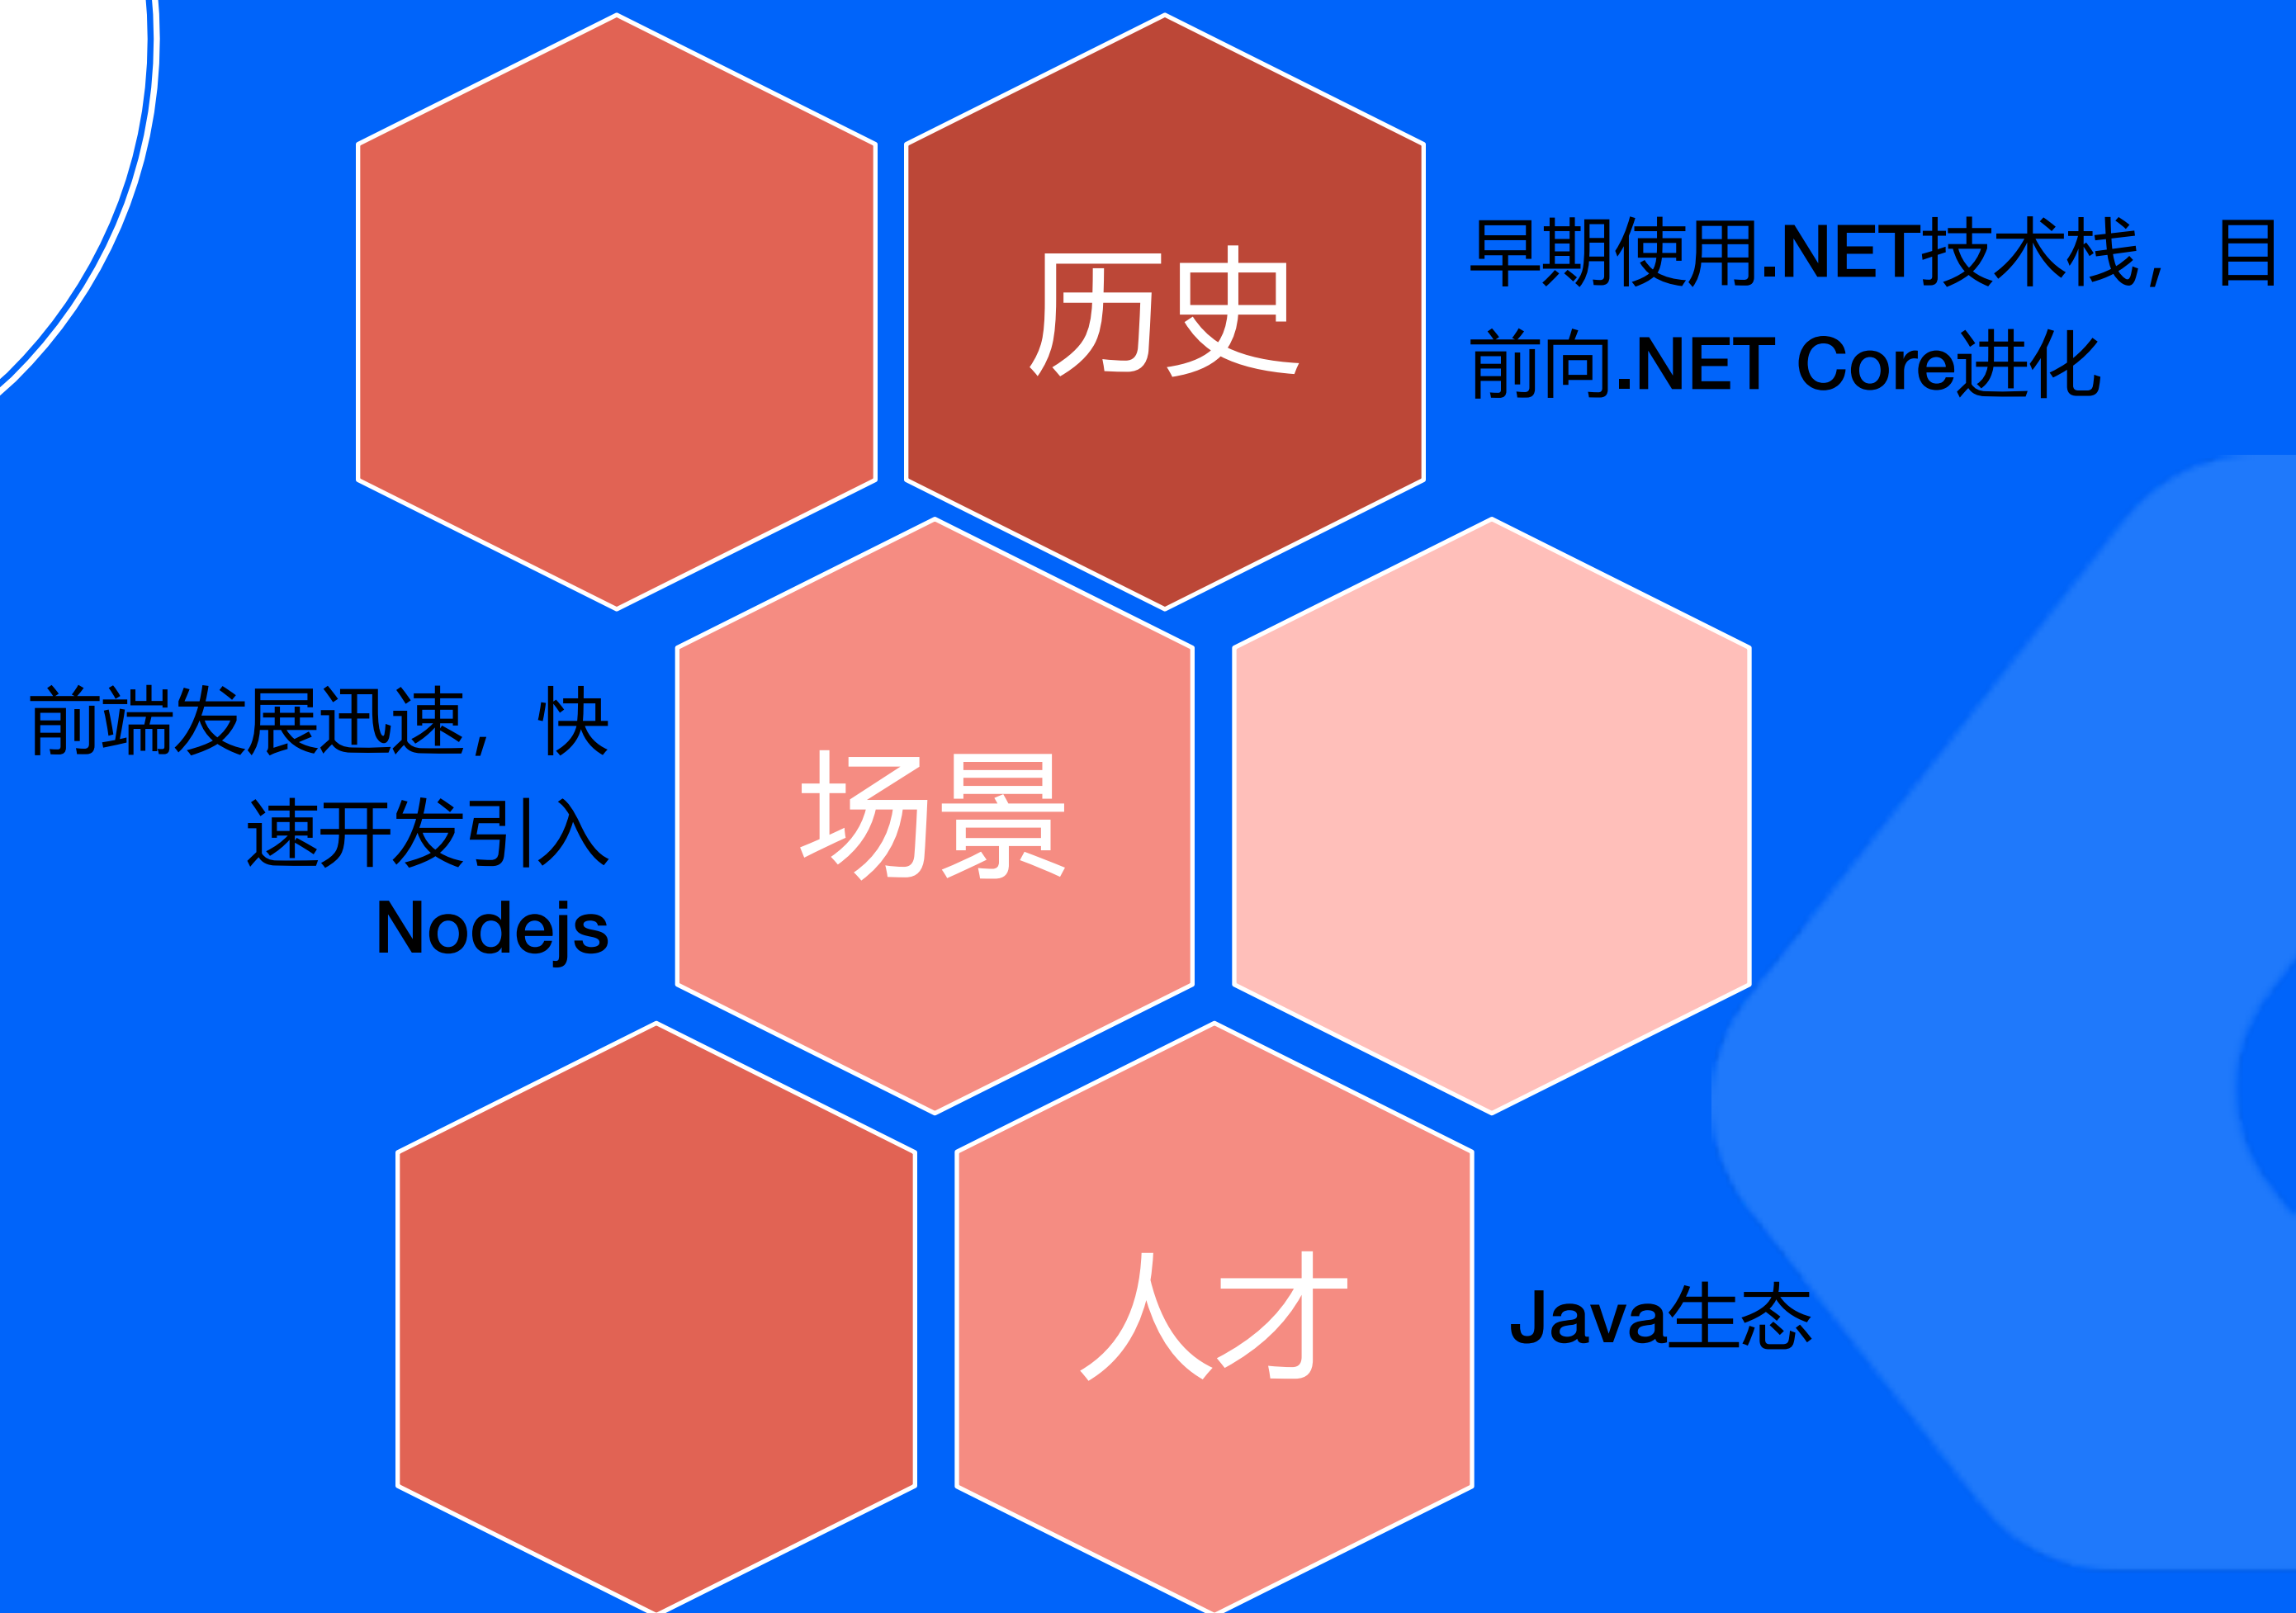 历史
早期使用.NET技术栈，目
前向.NET Core进化
前端发展迅速，快
速开发引入
Nodejs
场景
人才
Java生态